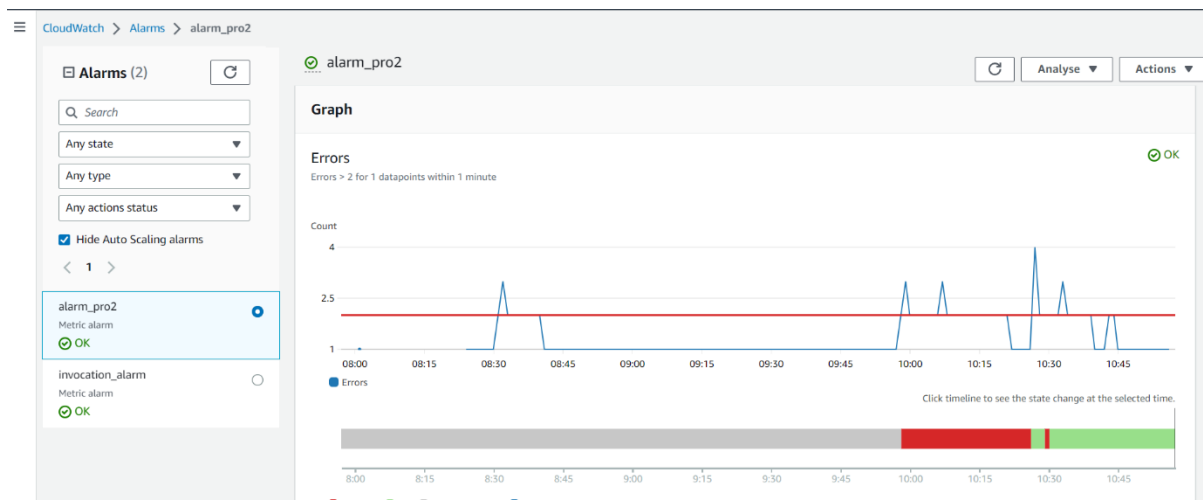 CloudWatch > Alarms > alarm_pro2
Alarms (2)
Search
Any state
Any type
Any actions status
Hide Auto Scaling alarms
< 1 >
alarm_pro2
Metric alarm
OK
invocation_alarm
Metric alarm
OK
alarm_pro2
Analyse
Actions
Graph
Errors
OK
Errors > 2 for 1 datapoints within 1 minute
Count
4
2.5
1
08:00 08:15 08:30 08:45 09:00 09:15 09:30 09:45 10:00 10:15 10:30 10:45
Errors
Click timeline to see the state change at the selected time.
8:00 8:15 8:30 8:45 9:00 9:15 9:30 9:45 10:00 10:15 10:30 10:45